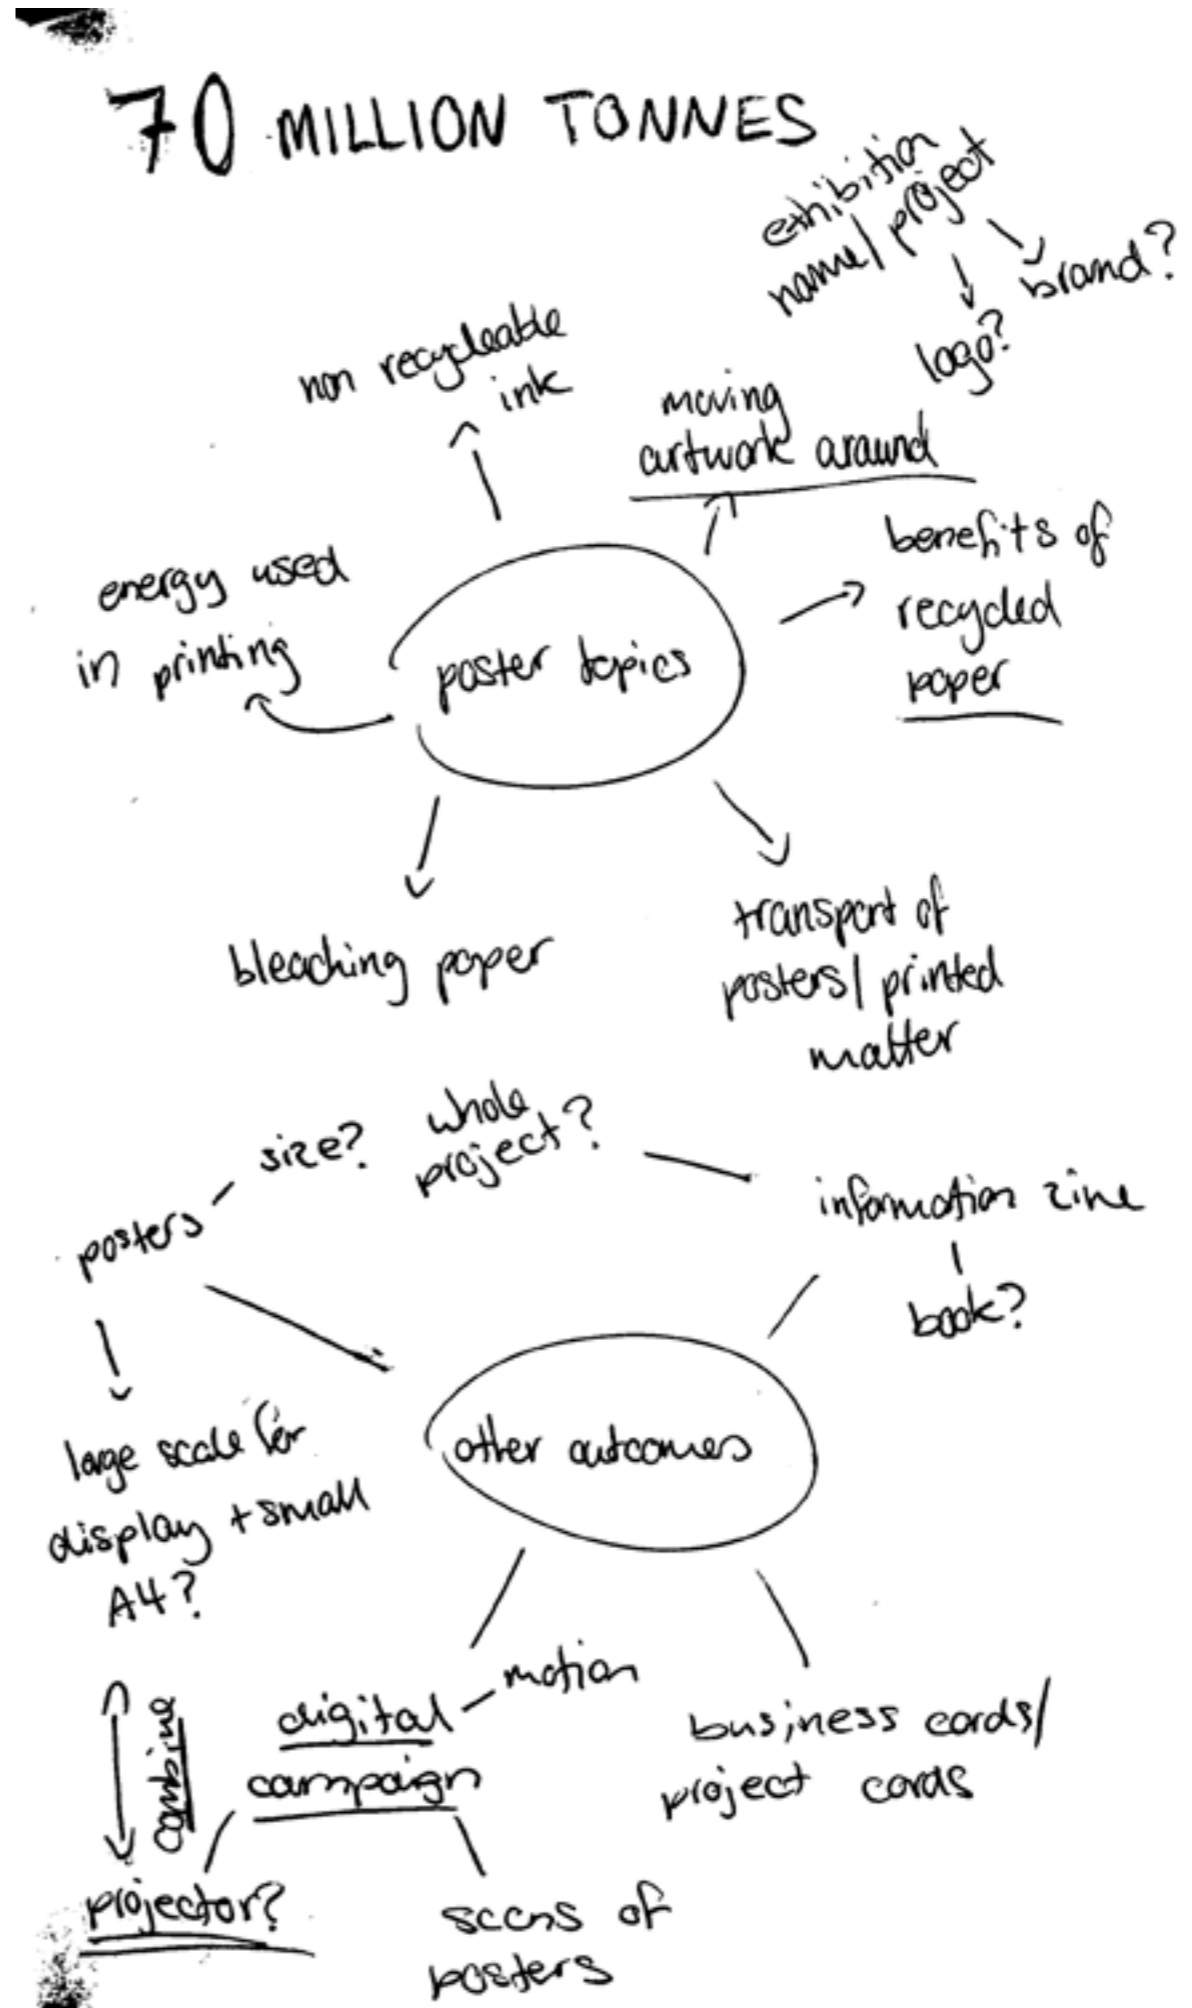 70 MILLION TONNES
exhibition
name/ project
brand?
logo?
non recycleable
ink
moving
artwork around
energy used
in printing
benefits of
recycled
paper
poster topics
bleaching paper
transport of
posters/ printed
matter
size?
whole
project?
posters
information zine
book?
other outcomes
large scale for
display + small
A4?
motion
digital
campaign
combine
business cards/
project cards
projector?
scans of
posters